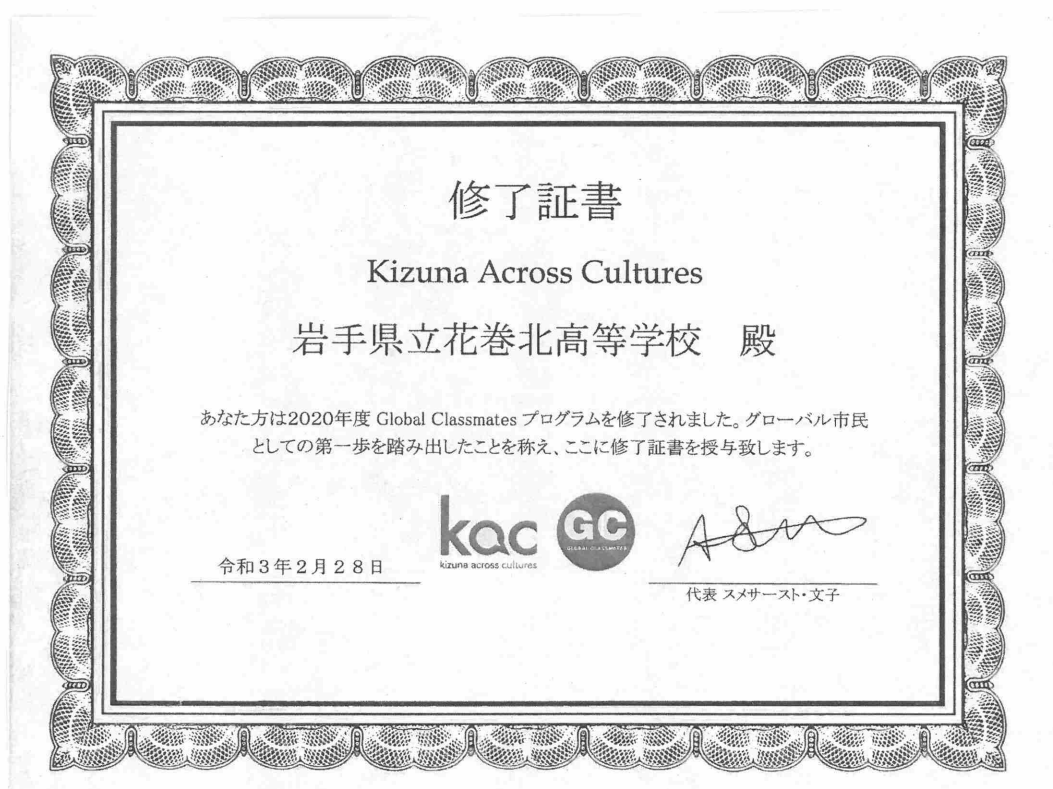 修了証書
Kizuna Across Cultures
岩手県立花巻北高等学校　殿
あなた方は2020年度 Global Classmates プログラムを修了されました。グローバル市民
としての第一歩を踏み出したことを称え、ここに修了証書を授与致します。
kac
kizuna across cultures
GC
GLOBAL CLASSMATES
令和3年2月28日
代表 スメサースト・文子